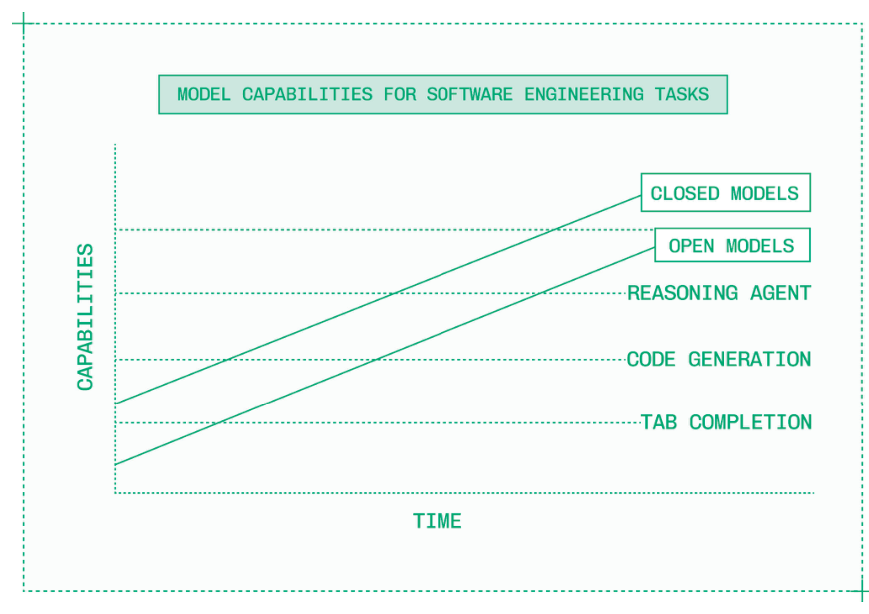 MODEL CAPABILITIES FOR SOFTWARE ENGINEERING TASKS
CLOSED MODELS
OPEN MODELS
REASONING AGENT
CODE GENERATION
TAB COMPLETION
CAPABILITIES
TIME